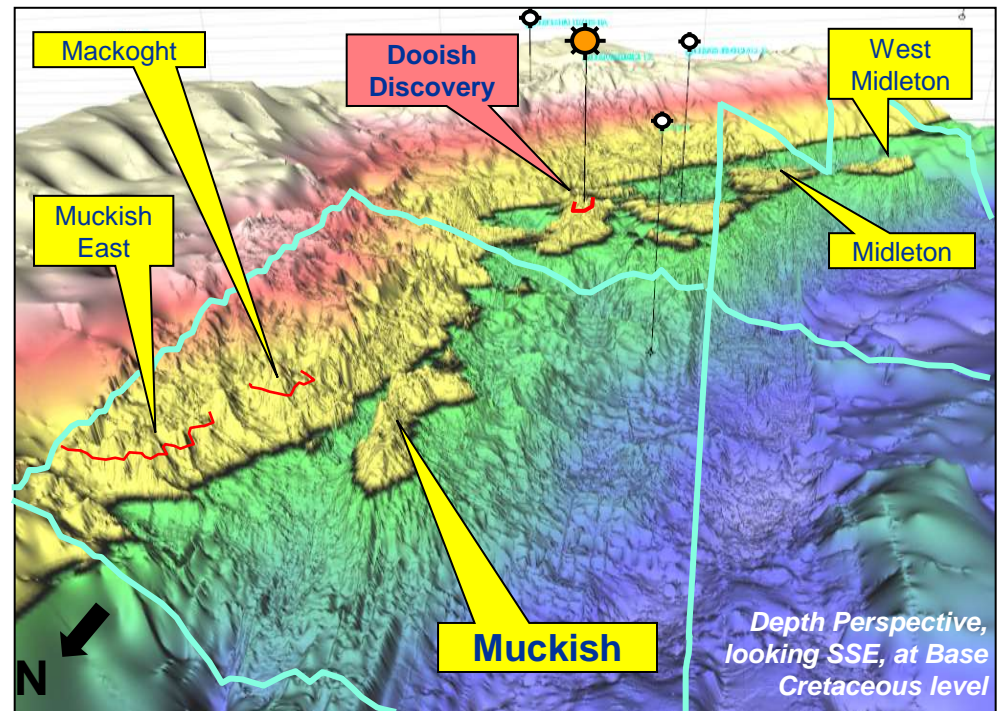 Mackoght
Dooish
Discovery
West
Midleton
Muckish
East
Midleton
Muckish
N
Depth Perspective,
looking SSE, at Base
Cretaceous level